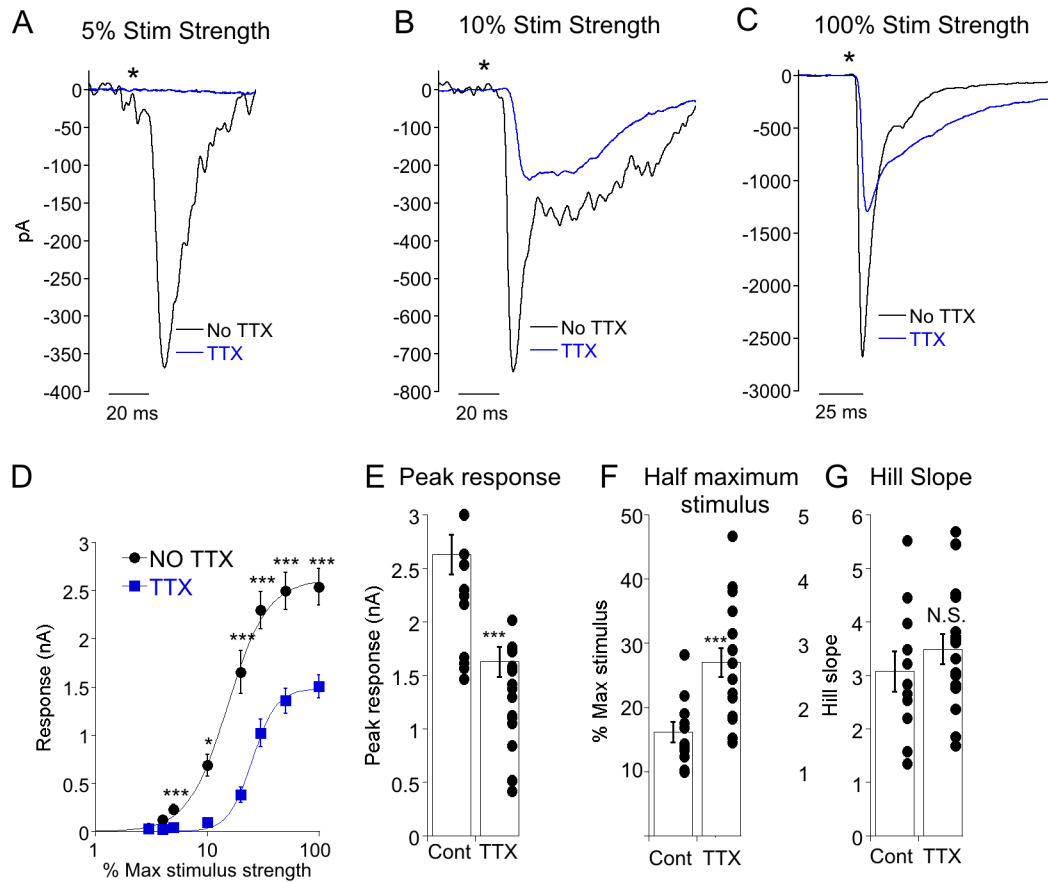 A
5% Stim Strength
*
0
-50
-100
-150
-200
-250
-300
-350
-400
pA
No TTX
TTX
20 ms
B
10% Stim Strength
*
0
-100
-200
-300
-400
-500
-600
-700
-800
No TTX
TTX
20 ms
C
100% Stim Strength
*
0
-500
-1000
-1500
-2000
-2500
-3000
No TTX
TTX
25 ms
D
NO TTX
TTX
3
2.5
2
1.5
1
0.5
0
Response (nA)
***
*
***
***
***
***
1
10
100
% Max stimulus strength
E
Peak response
3
2.5
2
1.5
1
0.5
0
Peak response (nA)
***
Cont
TTX
F
Half maximum
stimulus
50
40
30
20
10
% Max stimulus
***
Cont
TTX
G
Hill Slope
5
4
3
2
1
Hill slope
6
5
4
3
2
1
0
N.S.
Cont
TTX